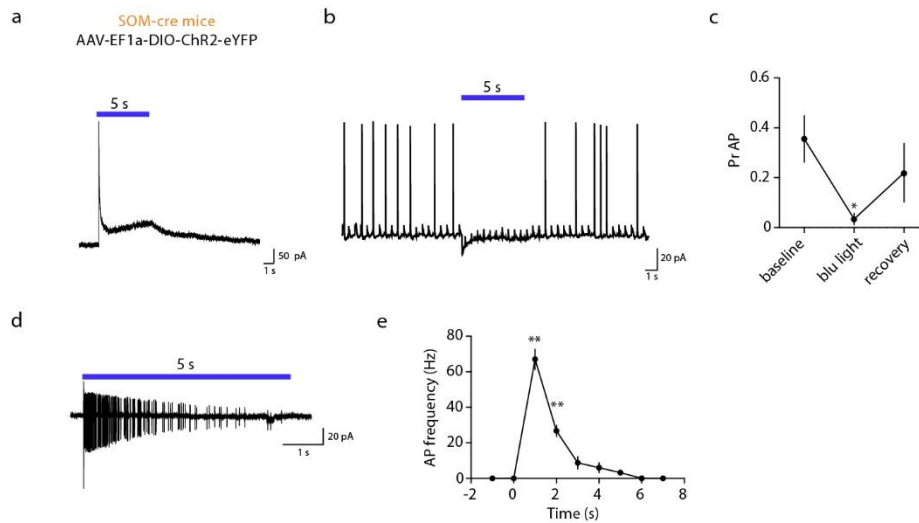 a
SOM-cre mice
AAV-EF1a-DIO-ChR2-eYFP
5 s
50 pA
1 s
b
5 s
20 pA
1 s
c
0.6
0.4
0.2
0
Pr AP
*
baseline
blu light
recovery
d
5 s
20 pA
1 s
e
80
60
40
20
0
AP frequency (Hz)
**
**
-2
0
2
4
6
8
Time (s)